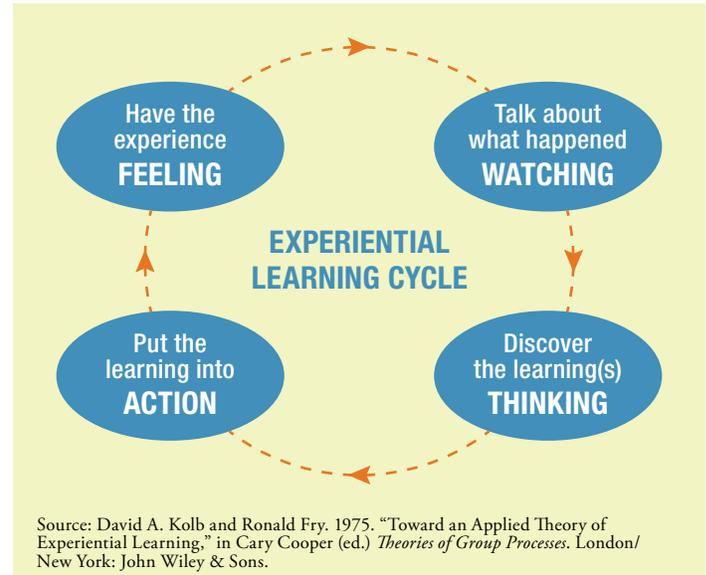 Have the
experience
FEELING
Talk about
what happened
WATCHING
EXPERIENTIAL
LEARNING CYCLE
Put the
learning into
ACTION
Discover
the learning(s)
THINKING
Source: David A. Kolb and Ronald Fry. 1975. “Toward an Applied Theory of
Experiential Learning,” in Cary Cooper (ed.) Theories of Group Processes. London/
New York: John Wiley & Sons.